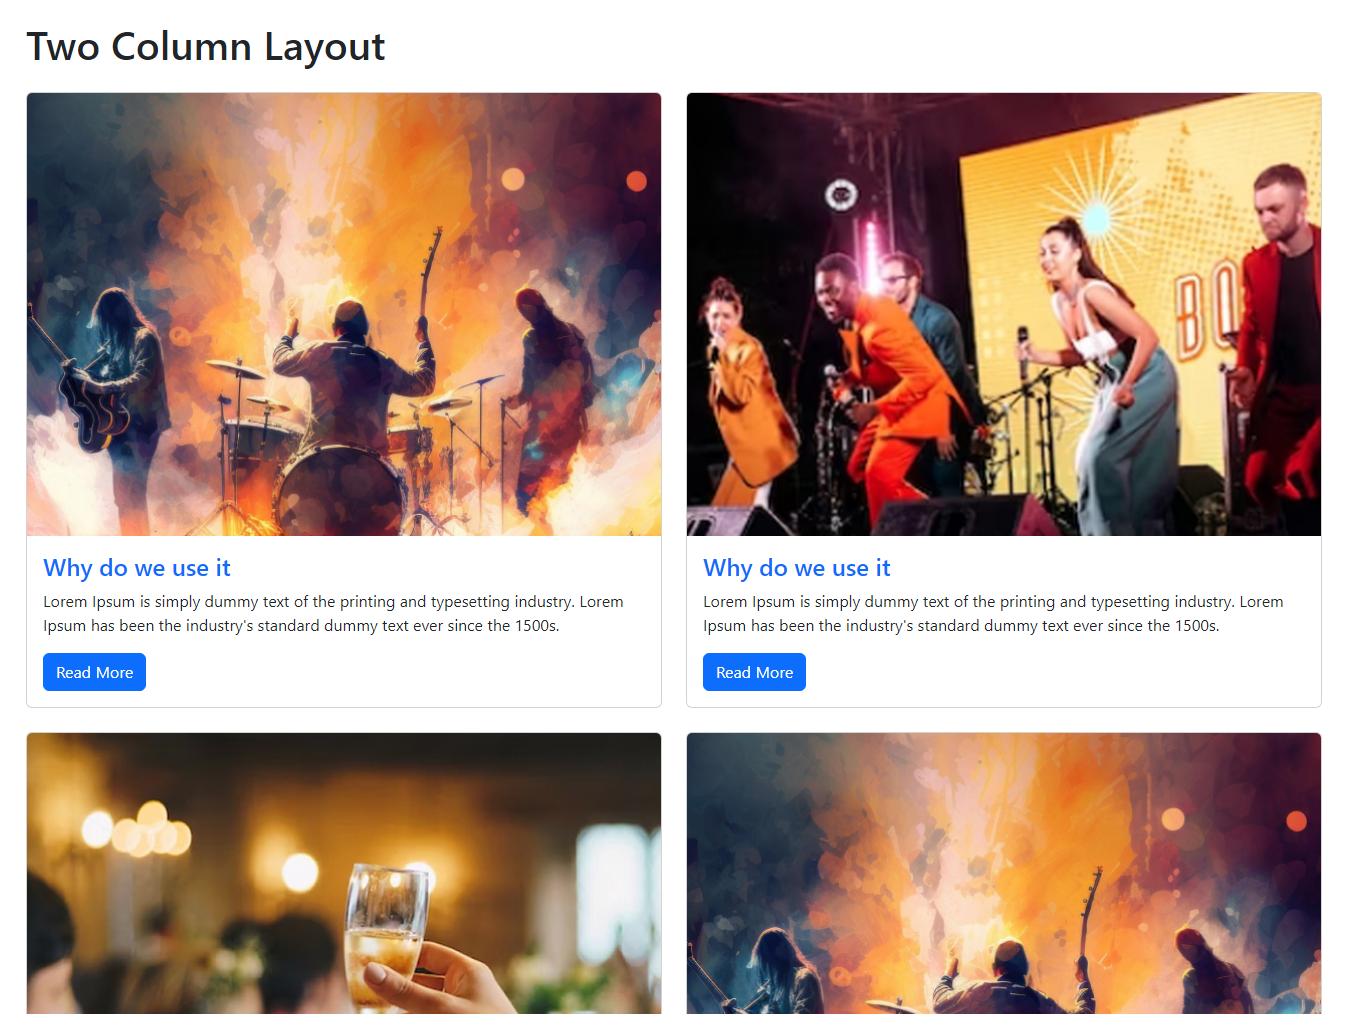 Two Column Layout
BO
Why do we use it
Lorem Ipsum is simply dummy text of the printing and typesetting industry. Lorem
Ipsum has been the industry's standard dummy text ever since the 1500s.
Read More
Why do we use it
Lorem Ipsum is simply dummy text of the printing and typesetting industry. Lorem
Ipsum has been the industry's standard dummy text ever since the 1500s.
Read More